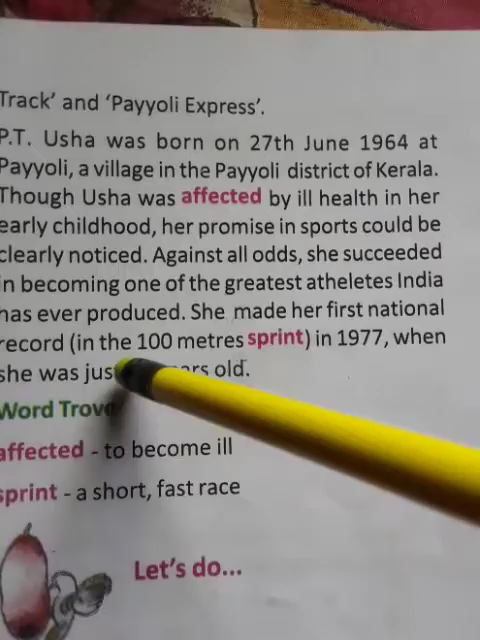 Track' and 'Payyoli Express'.
P.T. Usha was born on 27th June 1964 at
Payyoli, a village in the Payyoli district of Kerala.
Though Usha was affected by ill health in her
early childhood, her promise in sports could be
clearly noticed. Against all odds, she succeeded
in becoming one of the greatest atheletes India
has ever produced. She made her first national
record (in the 100 metres sprint) in 1977, when
she was old.
Word
affected - to become ill
sprint - a short, fast race
Let's do...